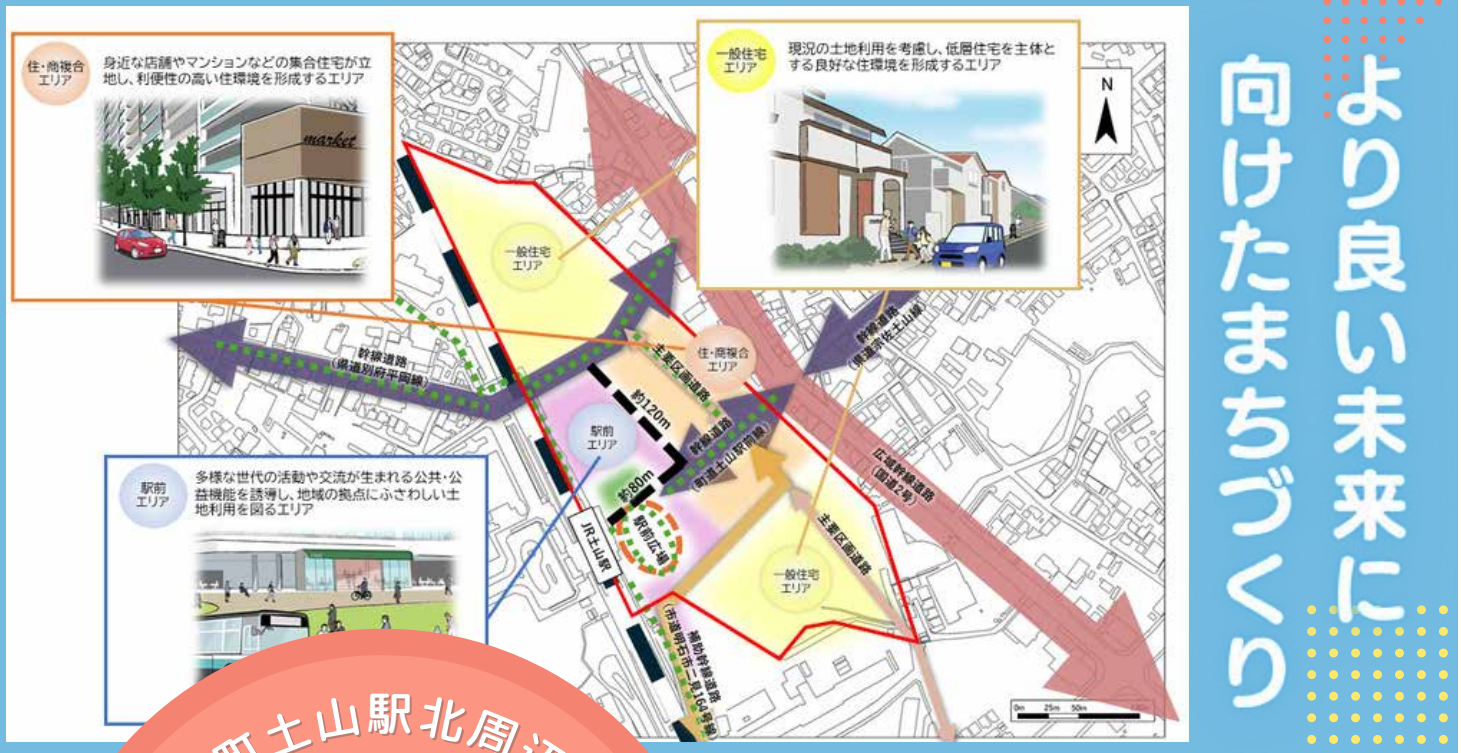 より良い未来に
向けたまちづくり
住・商複合
エリア
身近な店舗やマンションなどの集合住宅が立
地し、利便性の高い住環境を形成するエリア
market
一般住宅
エリア
現況の土地利用を考慮し、低層住宅を主体と
する良好な住環境を形成するエリア
N
一般住宅
エリア
幹線道路
(県道別府平岡線)
主要区画道路
住・商複合
エリア
幹線道路
(県道宗佐土山線)
約120m
駅前
エリア
幹線道路
(町道土山駅前線)
約80m
広域幹線道路
(国道2号)
駅前
エリア
多様な世代の活動や交流が生まれる公共・公
益機能を誘導し、地域の拠点にふさわしい土
地利用を図るエリア
JR土山駅
駅前広場
主要区画道路
一般住宅
エリア
補助幹線道路
(市道明石市二見164号線
0m 25m 50m 100m
町土山駅北周辺